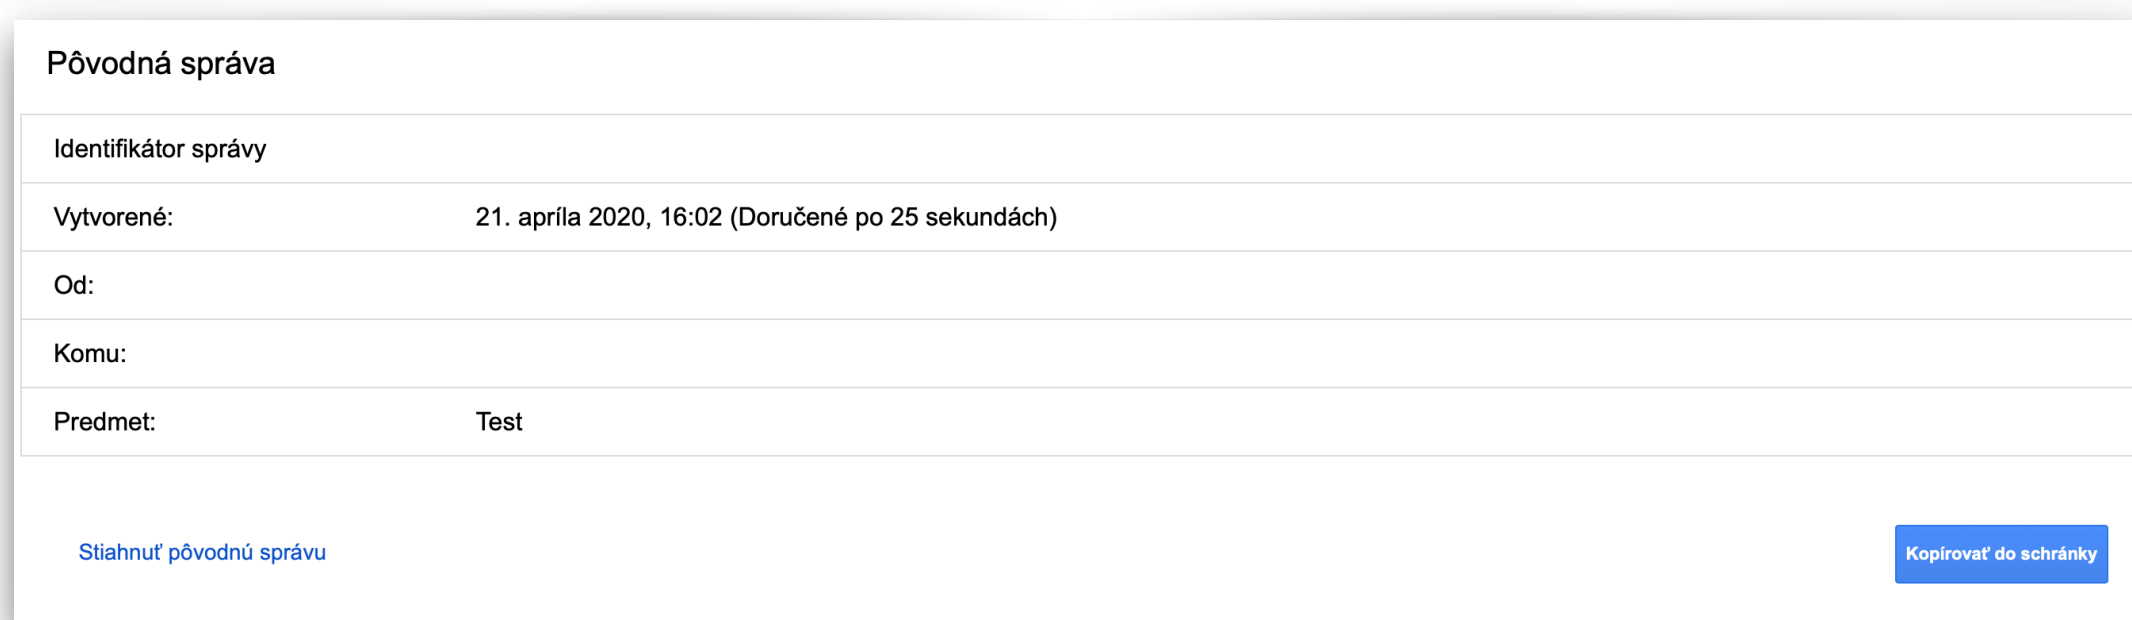 Pôvodná správa
Identifikátor správy
Vytvorené: 21. apríla 2020, 16:02 (Doručené po 25 sekundách)
Od:
Komu:
Predmet: Test
Stiahnuť pôvodnú správu Kopírovať do schránky